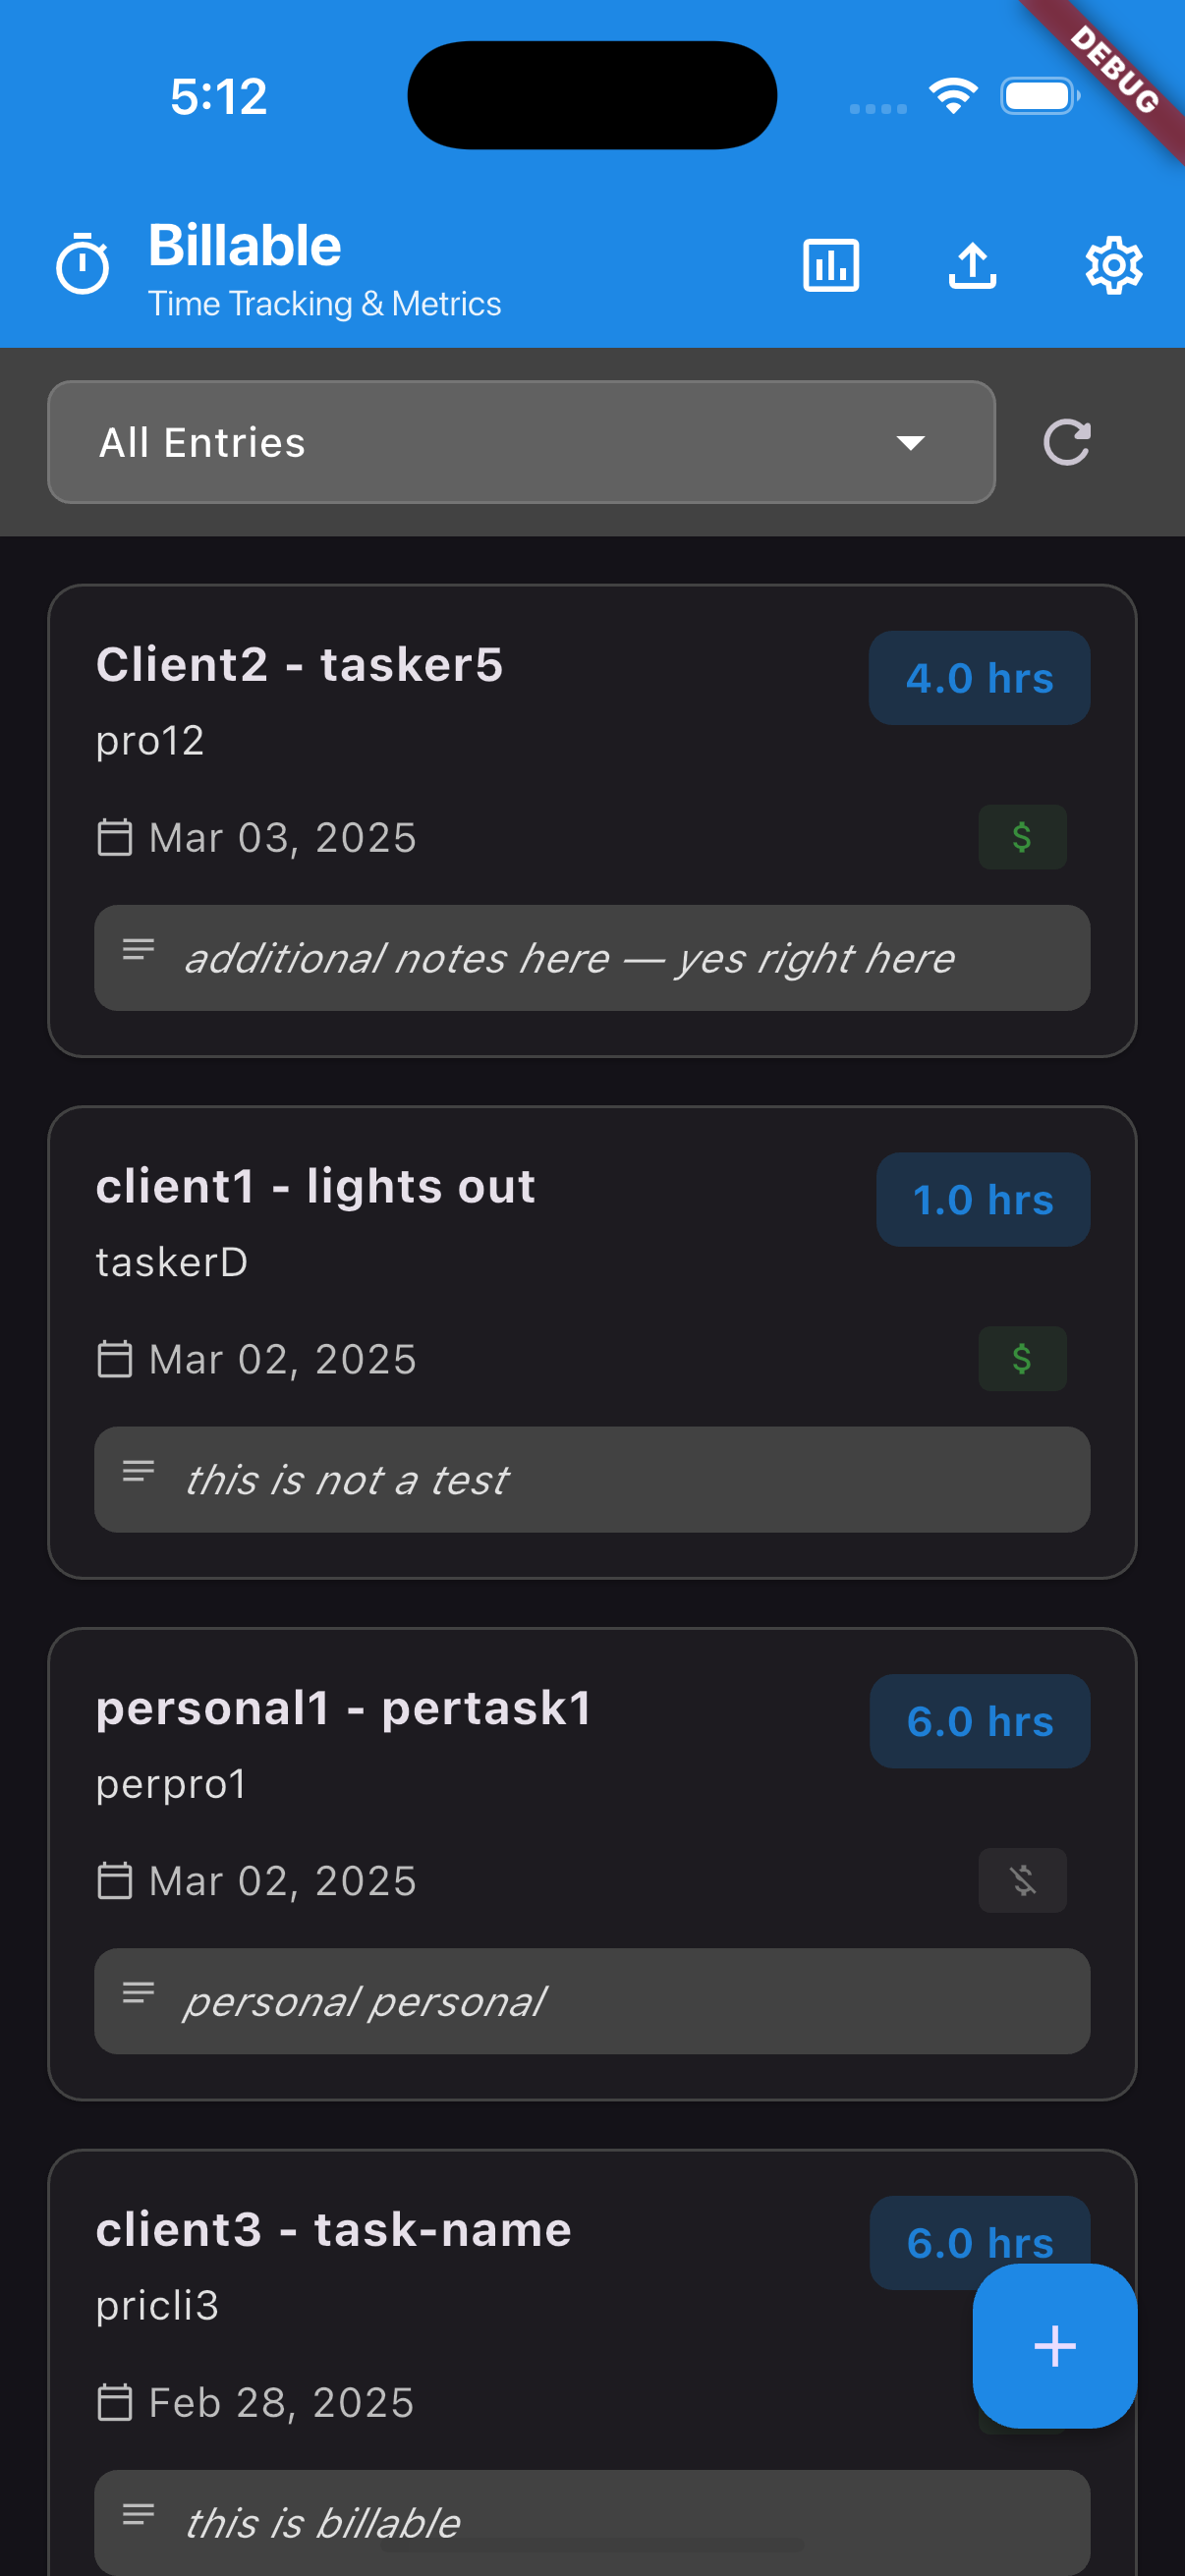 5:12
DEBUG
Billable
Time Tracking & Metrics
All Entries
Client2 - tasker5
4.0 hrs
pro12
Mar 03, 2025
$
additional notes here — yes right here
client1 - lights out
1.0 hrs
taskerD
Mar 02, 2025
$
this is not a test
personal1 - pertask1
6.0 hrs
perpro1
Mar 02, 2025
personal personal
client3 - task-name
6.0 hrs
pricli3
Feb 28, 2025
this is billable